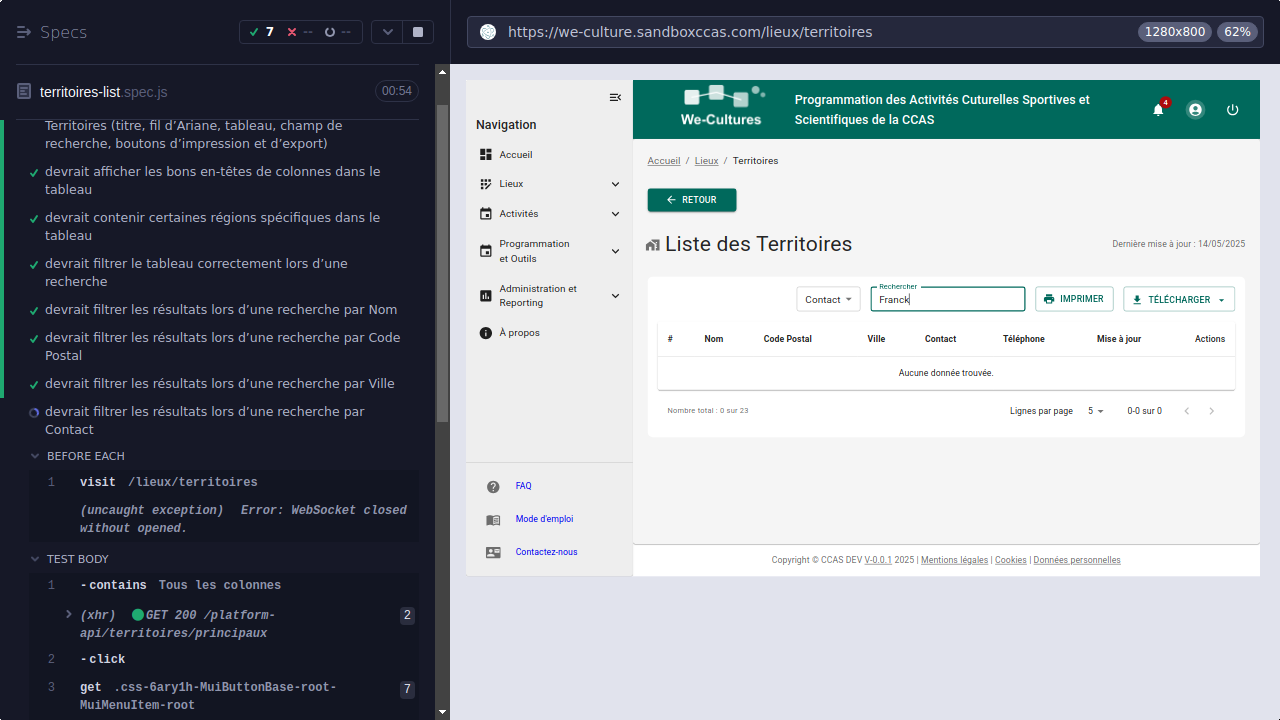 Specs
7
--
--
https://we-culture.sandboxccas.com/lieux/territoires
1280x800
62%
territoires-list.spec.js
00:54
Territoires (titre, fil d’Ariane, tableau, champ de
recherche, boutons d’impression et d’export)
devrait afficher les bons en-têtes de colonnes dans le
tableau
devrait contenir certaines régions spécifiques dans le
tableau
devrait filtrer le tableau correctement lors d’une
recherche
devrait filtrer les résultats lors d’une recherche par Nom
devrait filtrer les résultats lors d’une recherche par Code
Postal
devrait filtrer les résultats lors d’une recherche par Ville
devrait filtrer les résultats lors d’une recherche par
Contact
BEFORE EACH
1 visit /lieux/territoires
(uncaught exception) Error: WebSocket closed
without opened.
TEST BODY
1 -contains Tous les colonnes
(xhr) GET 200 /platform-
api/territoires/principaux
2
2 -click
3 get .css-6ary1h-MuiButtonBase-root-
MuiMenuItem-root
7
Navigation
Accueil
Lieux
Activités
Programmation
et Outils
Administration et
Reporting
À propos
FAQ
Mode d'emploi
Contactez-nous
We-Cultures
Programmation des Activités Cuturelles Sportives et
Scientifiques de la CCAS
4
Accueil / Lieux / Territoires
RETOUR
Liste des Territoires
Dernière mise à jour : 14/05/2025
Contact
Rechercher
Franck
IMPRIMER
TÉLÉCHARGER
# Nom Code Postal Ville Contact Téléphone Mise à jour Actions
Aucune donnée trouvée.
Nombre total : 0 sur 23
Lignes par page 5 0-0 sur 0
Copyright © CCAS DEV V-0.0.1 2025 | Mentions légales | Cookies | Données personnelles